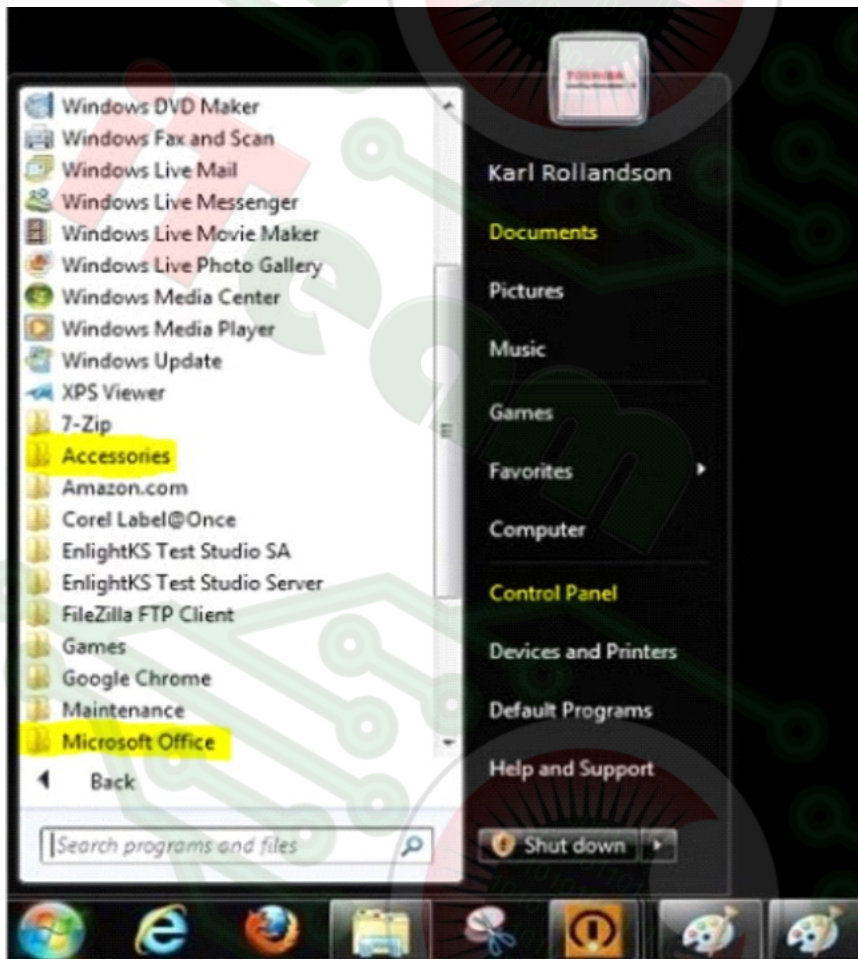 TOSHIBA
Windows DVD Maker
Windows Fax and Scan
Windows Live Mail
Windows Live Messenger
Windows Live Movie Maker
Windows Live Photo Gallery
Windows Media Center
Windows Media Player
Windows Update
XPS Viewer
7-Zip
Accessories
Amazon.com
Corel Label@Once
EnlightKS Test Studio SA
EnlightKS Test Studio Server
FileZilla FTP Client
Games
Google Chrome
Maintenance
Microsoft Office
Back
Search programs and files
Karl Rollandson
Documents
Pictures
Music
Games
Favorites
Computer
Control Panel
Devices and Printers
Default Programs
Help and Support
Shut down
iTeam